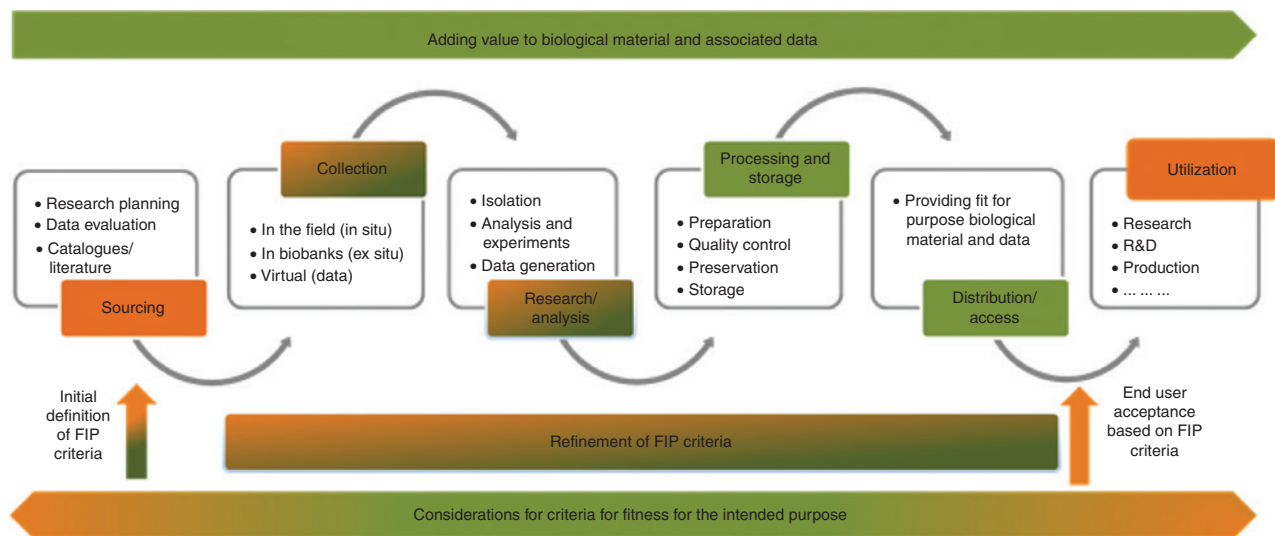 Adding value to biological material and associated data
• Research planning
• Data evaluation
• Catalogues/
literature
Sourcing
Collection
• In the field (in situ)
• In biobanks (ex situ)
• Virtual (data)
• Isolation
• Analysis and
experiments
• Data generation
Research/
analysis
Processing and
storage
• Preparation
• Quality control
• Preservation
• Storage
• Providing fit for
purpose biological
material and data
Distribution/
access
Utilization
• Research
• R&D
• Production
• ... ... ...
Initial
definition
of FIP
criteria
Refinement of FIP criteria
End user
acceptance
based on FIP
criteria
Considerations for criteria for fitness for the intended purpose